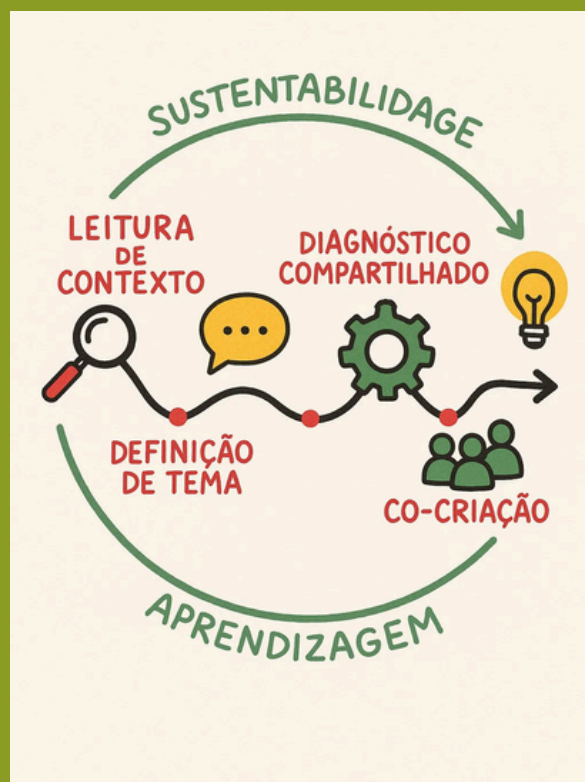 SUSTENTABILIDAGE
LEITURA
DE
CONTEXTO
DIAGNÓSTICO
COMPARTILHADO
DEFINIÇÃO
DE TEMA
CO-CRIAÇÃO
APRENDIZAGEM